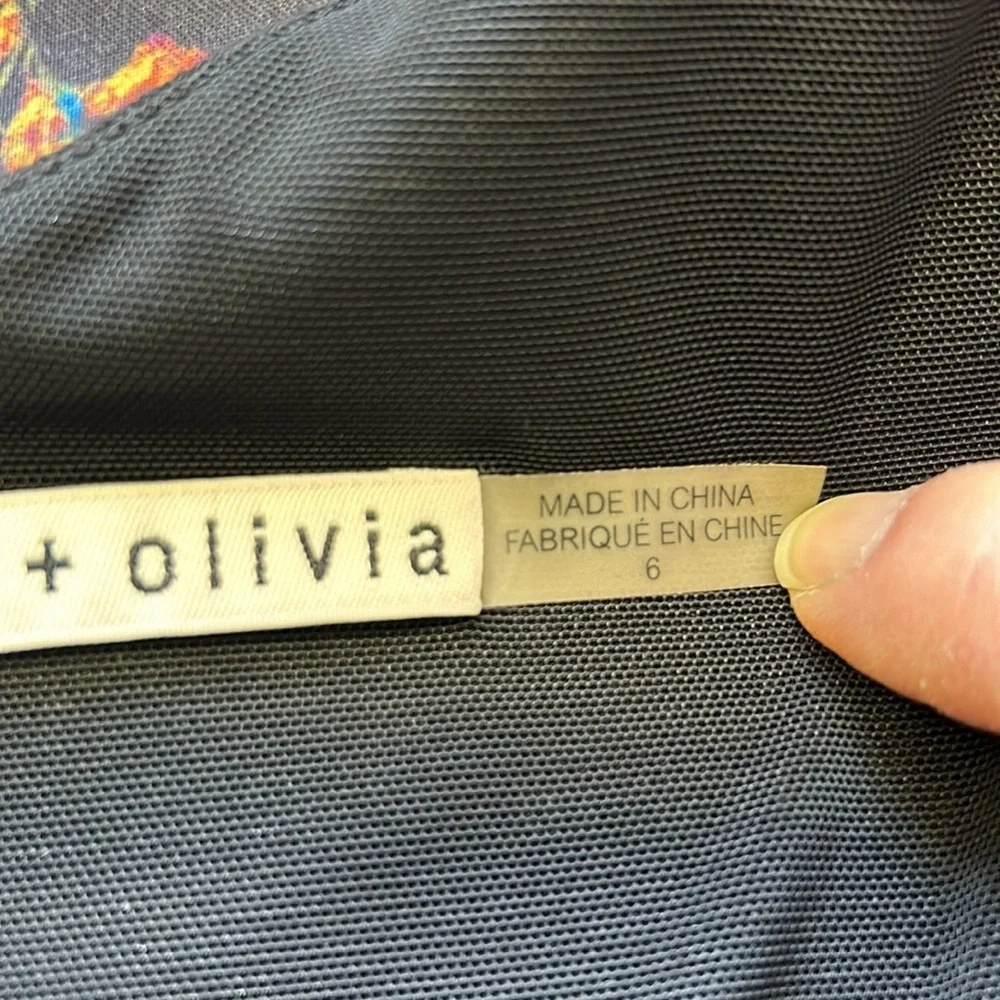 + olivia
MADE IN CHINA
FABRIQUÉ EN CHINE
6